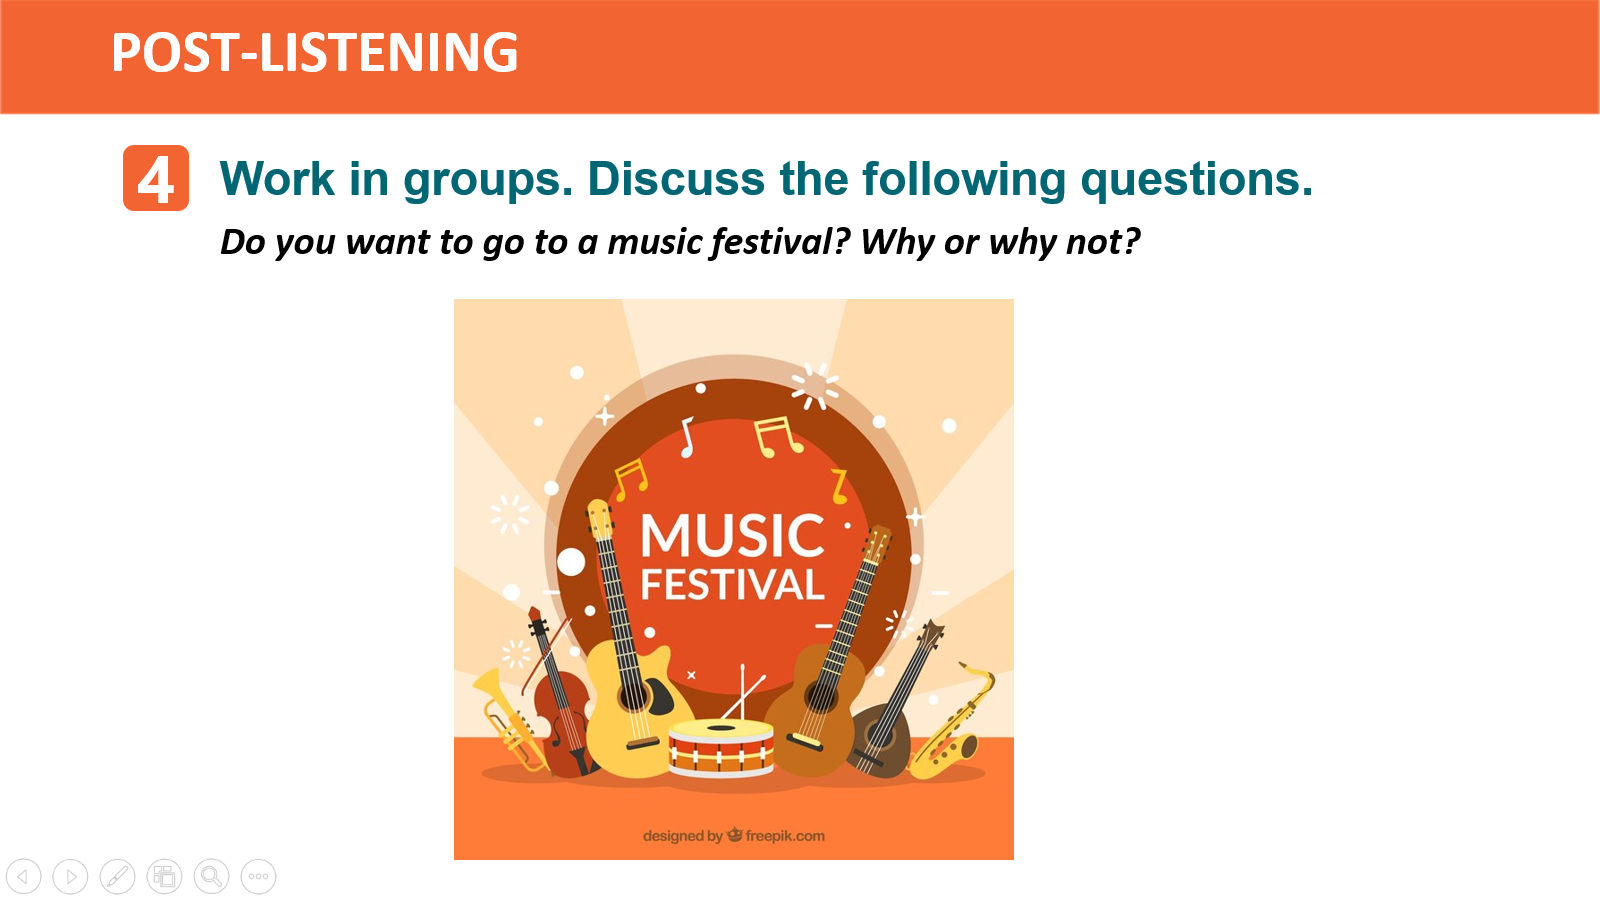 POST-LISTENING
4 Work in groups. Discuss the following questions.
Do you want to go to a music festival? Why or why not?
MUSIC
FESTIVAL
designed by freepik.com